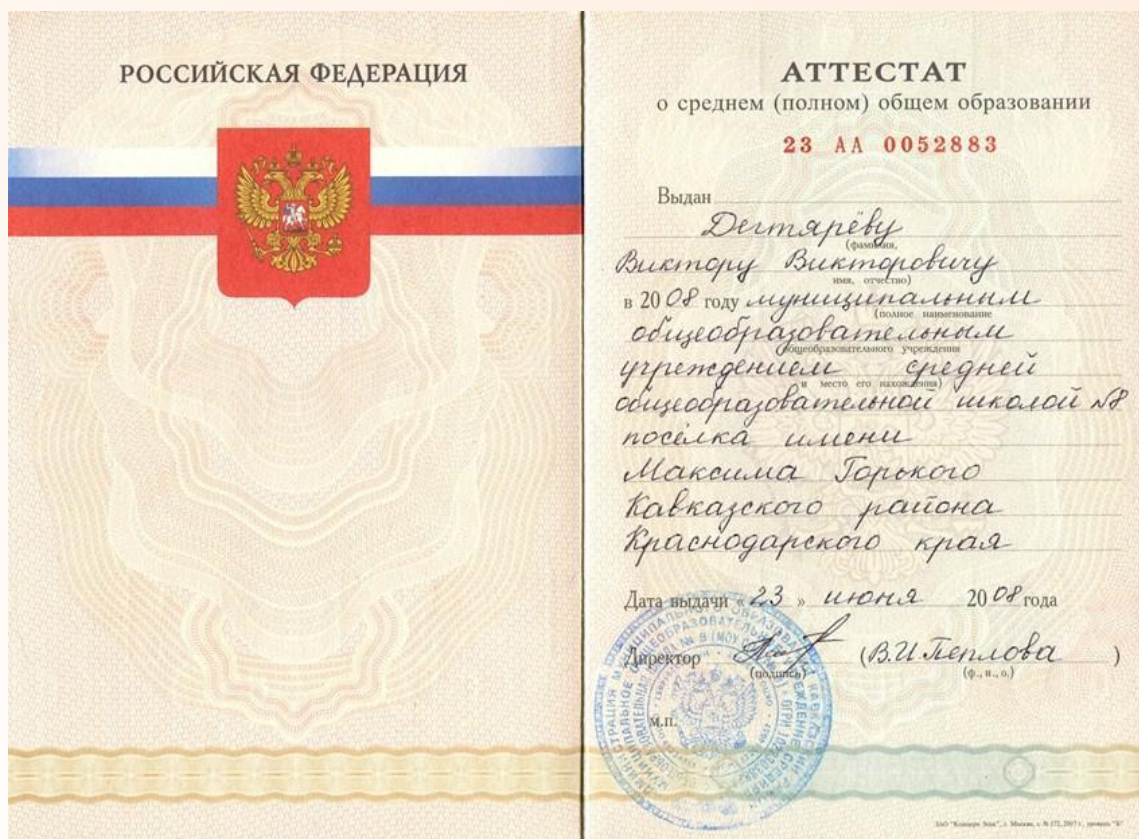 РОССИЙСКАЯ ФЕДЕРАЦИЯ
АТТЕСТАТ
о среднем (полном) общем образовании
23 АА 0052883
Выдан
Дегтярёву
(фамилия,
Виктору Викторовичу
имя, отчество)
в 2008 году муниципальным
(полное наименование
общеобразовательным
общеобразовательного учреждения
учреждением средней
и место его нахождения)
общеобразовательной школой №8
посёлка имени
Максима Горького
Кавказского района
Краснодарского края
Дата выдачи «23» июня 2008 года
Директор (В.И.Теплова)
(подпись) (ф., и., о.)
М.П.